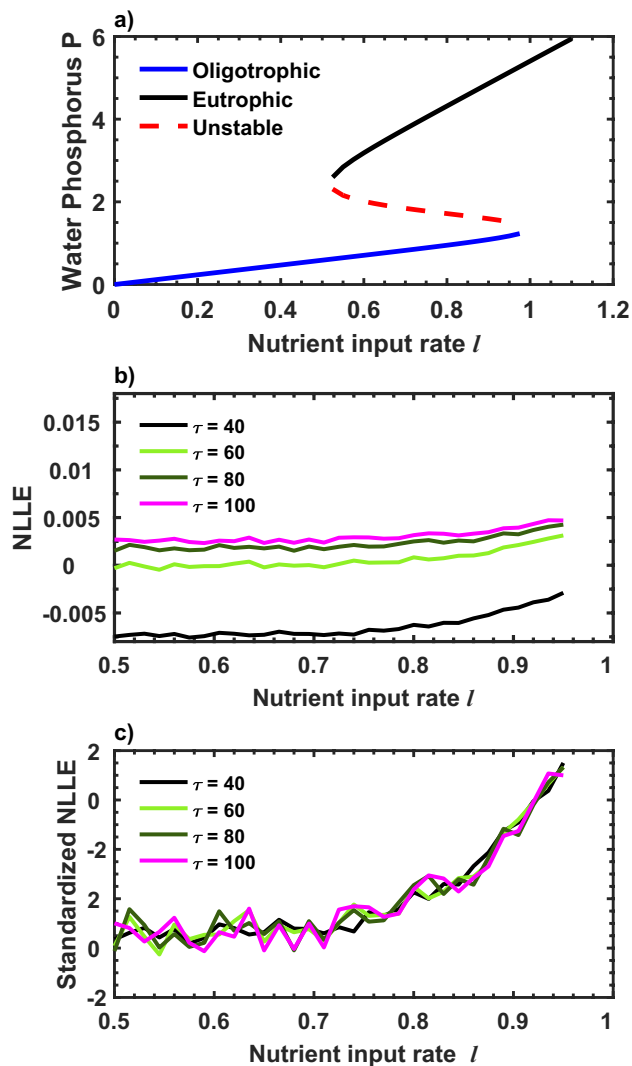 a)
6
4
2
0
Water Phosphorus P
Oligotrophic
Eutrophic
Unstable
0 0.2 0.4 0.6 0.8 1 1.2
Nutrient input rate l
b)
0.015
0.01
0.005
0
-0.005
NLLE
τ = 40
τ = 60
τ = 80
τ = 100
0.5 0.6 0.7 0.8 0.9 1
Nutrient input rate l
c)
2
0
-2
2
0
-2
Standardized NLLE
τ = 40
τ = 60
τ = 80
τ = 100
0.5 0.6 0.7 0.8 0.9 1
Nutrient input rate l